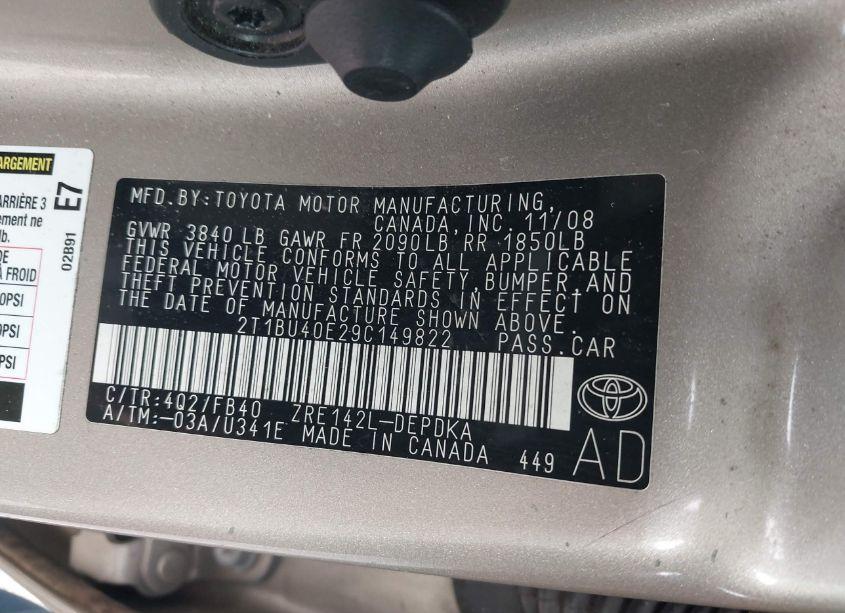 ARGEMENT
ARRIÈRE 3
ement ne
lb.
DE
À FROID
0PSI
0PSI
PSI
E7
02B91
MFD.BY:TOYOTA MOTOR MANUFACTURING,
CANADA,INC. 11/08
GVWR 3840 LB GAWR FR 2090LB RR 1850LB
THIS VEHICLE CONFORMS TO ALL APPLICABLE
FEDERAL MOTOR VEHICLE SAFETY,BUMPER,AND
THEFT PREVENTION STANDARDS IN EFFECT ON
THE DATE OF MANUFACTURE SHOWN ABOVE.
2T1BU40E29C149822 PASS.CAR
C/TR:4Q2/FB40 ZRE142L-DEPDKA
A/TM:-03A/U341E MADE IN CANADA 449
AD